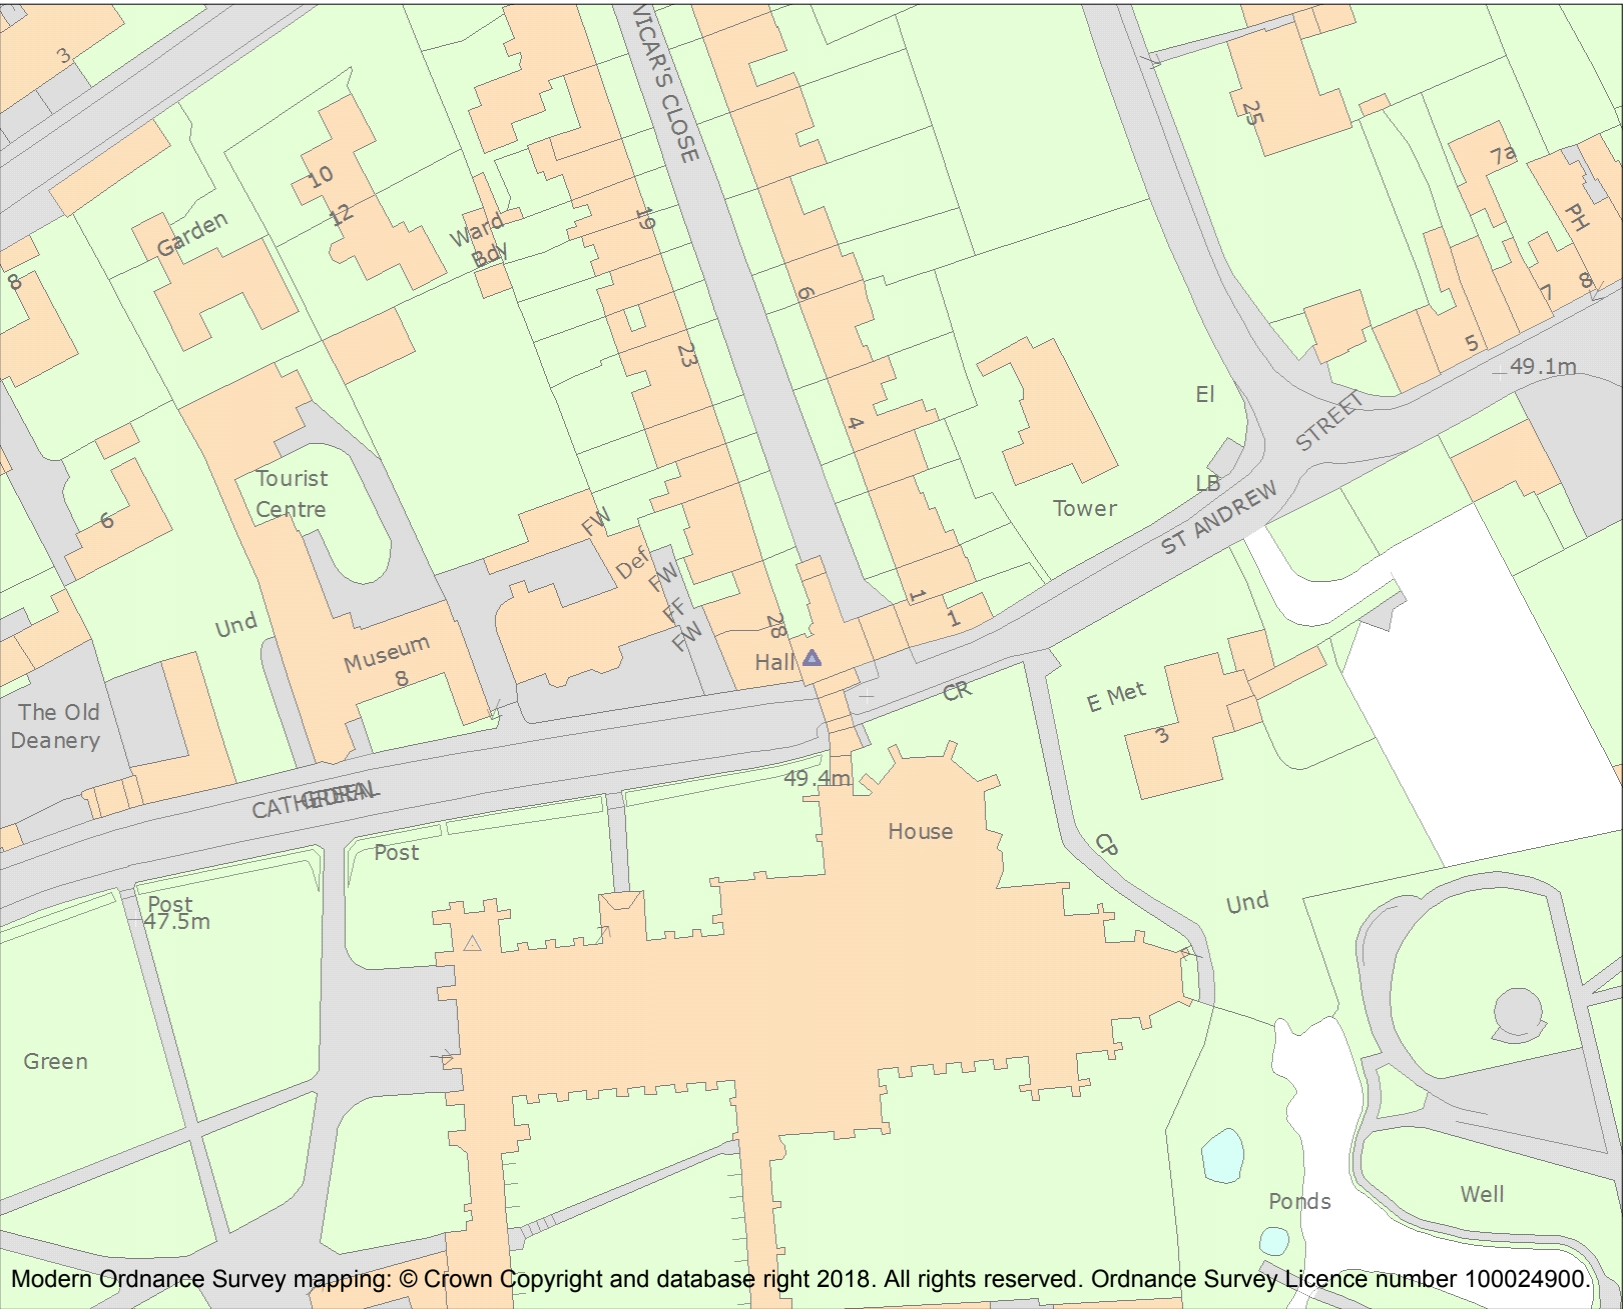 3
VICAR'S CLOSE
25
7a
10
12
Garden
Ward
Bdy
19
PH
8
6
7
8
5
23
49.1m
El
4
STREET
Tourist
Centre
LB
Tower
ST ANDREW
6
FW
Def
FW
FF
FW
1
1
Und
28
Museum
8
Hall
CR
E Met
The Old
Deanery
3
49.4m
CATHEDRAL
GREEN
House
CP
Post
Post
47.5m
Und
Green
Ponds
Well
Modern Ordnance Survey mapping: © Crown Copyright and database right 2018. All rights reserved. Ordnance Survey Licence number 100024900.